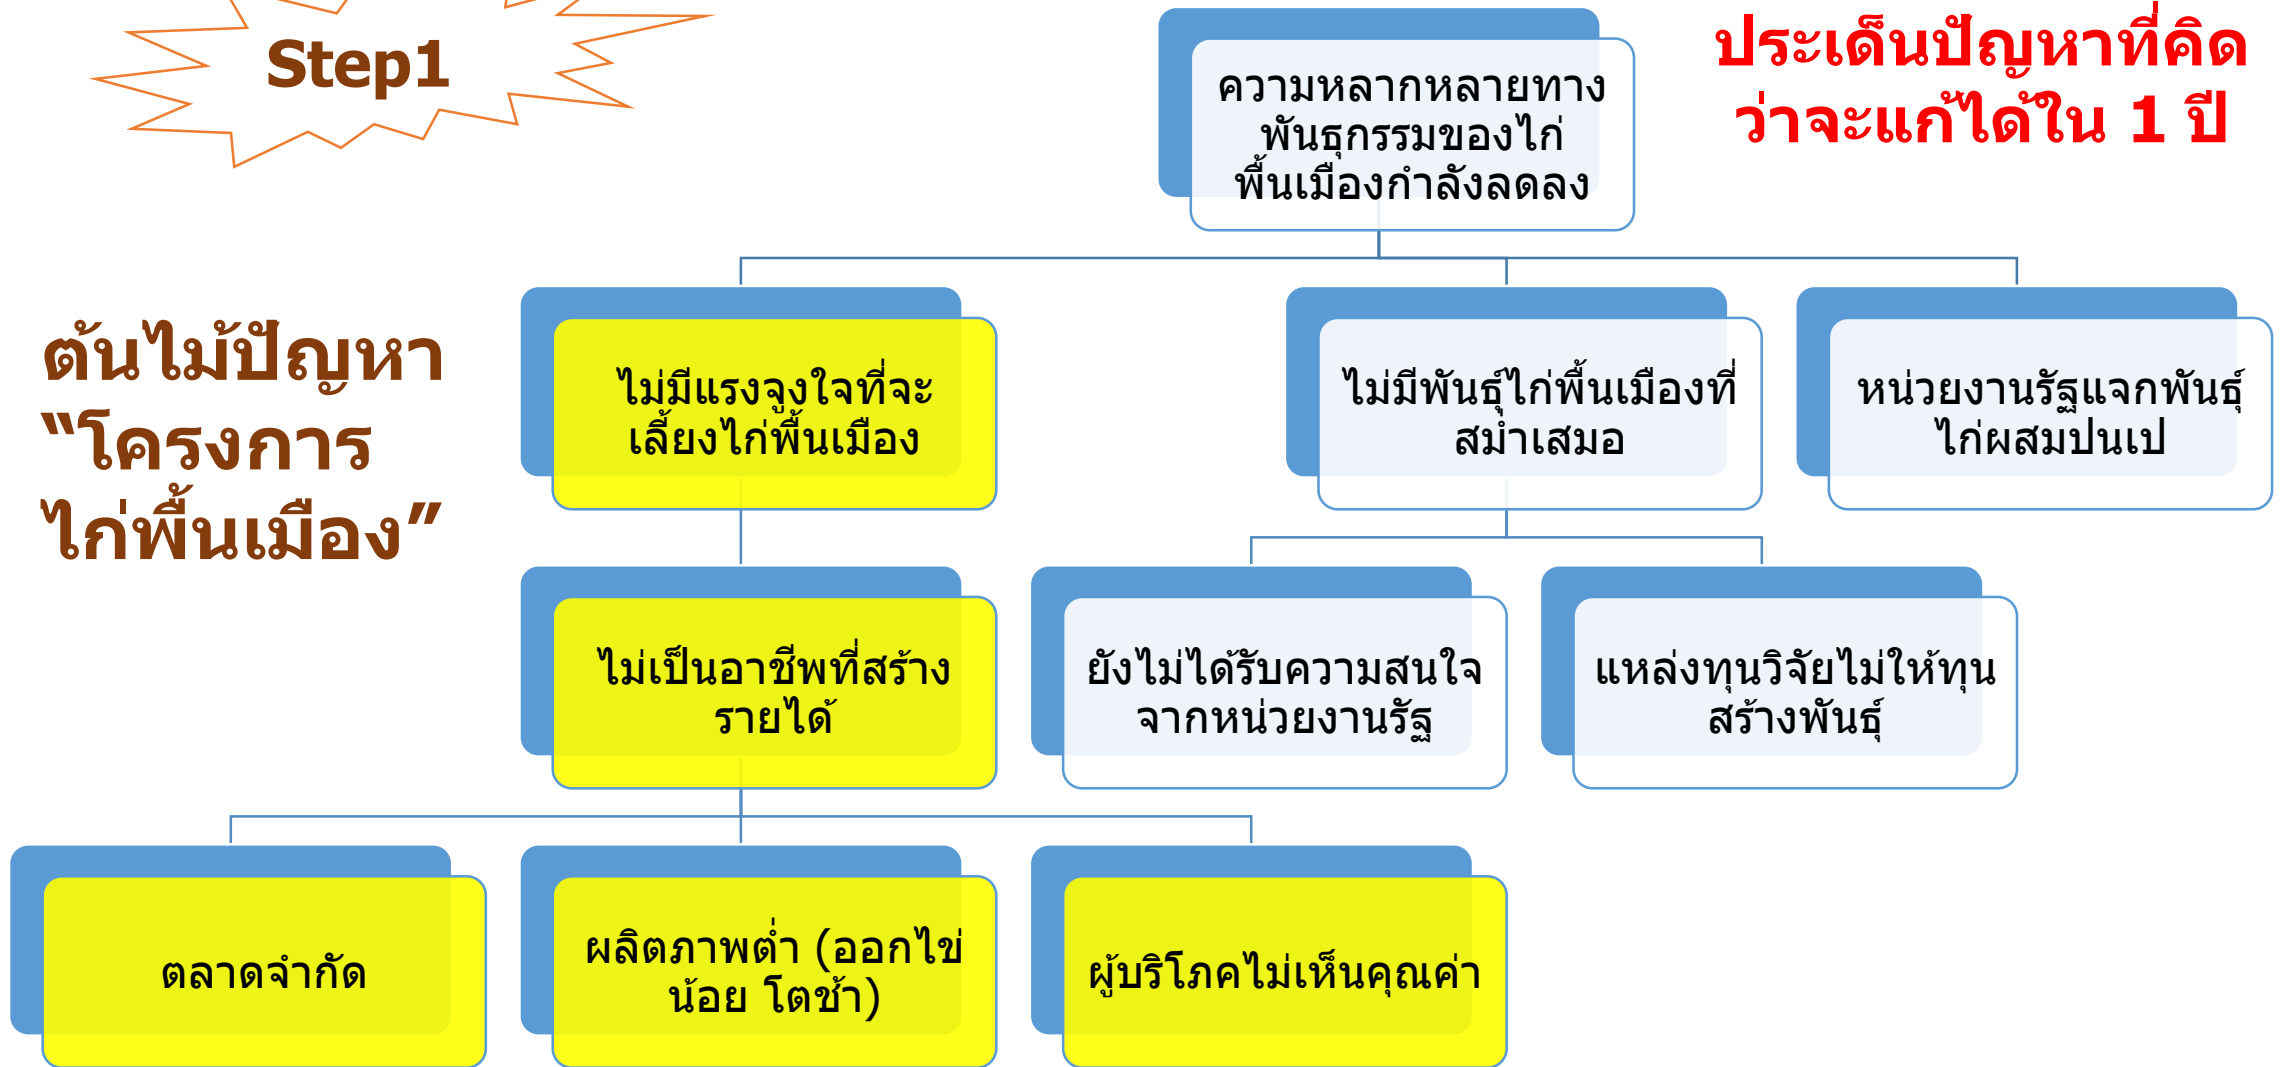 Step1
ความหลากหลายทาง
พันธุกรรมของไก่
พื้นเมืองกำลังลดลง
ประเด็นปัญหาที่คิด
ว่าจะแก้ได้ใน 1 ปี
ต้นไม้ปัญหา
“โครงการ
ไก่พื้นเมือง”
ไม่มีแรงจูงใจที่จะ
เลี้ยงไก่พื้นเมือง
ไม่มีพันธุ์ไก่พื้นเมืองที่
สม่ำเสมอ
หน่วยงานรัฐแจกพันธุ์
ไก่ผสมปนเป
ไม่เป็นอาชีพที่สร้าง
รายได้
ยังไม่ได้รับความสนใจ
จากหน่วยงานรัฐ
แหล่งทุนวิจัยไม่ให้ทุน
สร้างพันธุ์
ตลาดจำกัด
ผลิตภาพต่ำ (ออกไข่
น้อย โตช้า)
ผู้บริโภคไม่เห็นคุณค่า